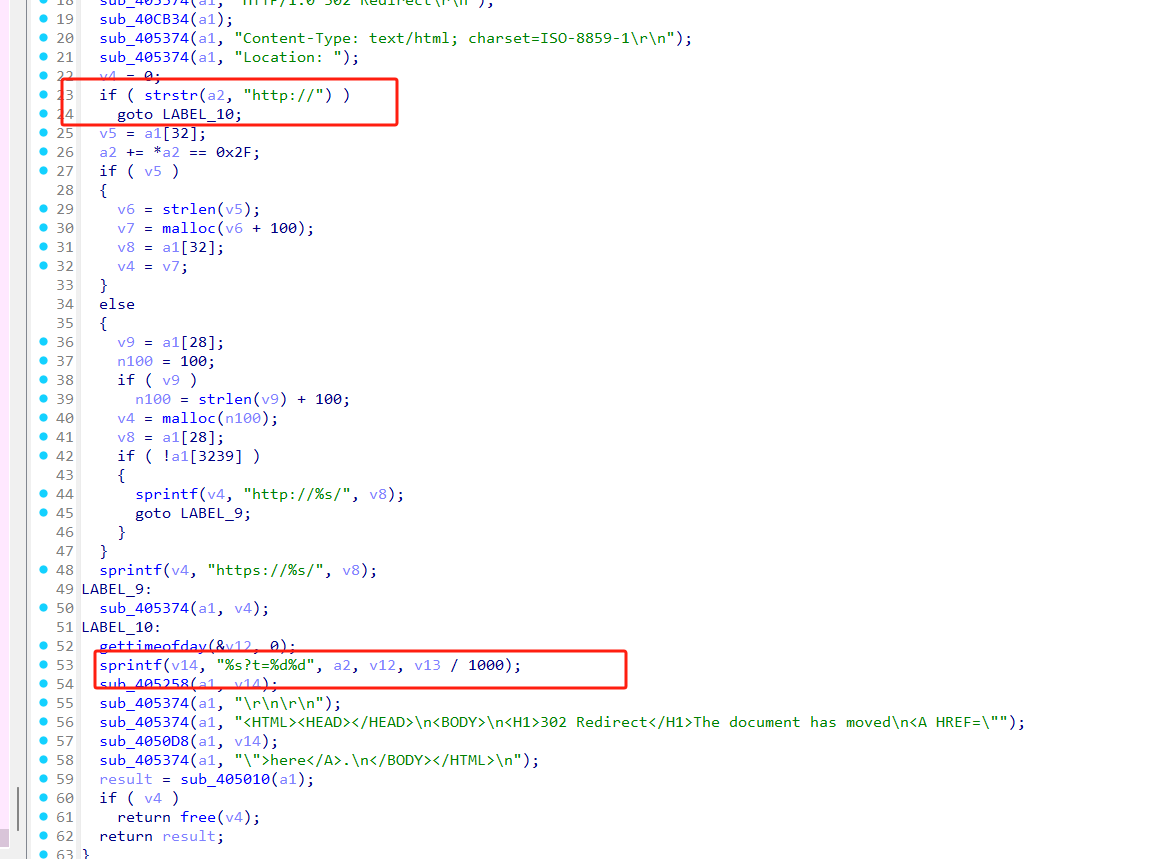 18 sub_405374(a1, "HTTP/1.0 302 Redirect\r\n");
19 sub_40CB34(a1);
20 sub_405374(a1, "Content-Type: text/html; charset=ISO-8859-1\r\n");
21 sub_405374(a1, "Location: ");
22 v4 = 0;
23 if ( strstr(a2, "http://") )
24 goto LABEL_10;
25 v5 = a1[32];
26 a2 += *a2 == 0x2F;
27 if ( v5 )
28 {
29 v6 = strlen(v5);
30 v7 = malloc(v6 + 100);
31 v8 = a1[32];
32 v4 = v7;
33 }
34 else
35 {
36 v9 = a1[28];
37 n100 = 100;
38 if ( v9 )
39 n100 = strlen(v9) + 100;
40 v4 = malloc(n100);
41 v8 = a1[28];
42 if ( !a1[3239] )
43 {
44 sprintf(v4, "http://%s/", v8);
45 goto LABEL_9;
46 }
47 }
48 sprintf(v4, "https://%s/", v8);
49 LABEL_9:
50 sub_405374(a1, v4);
51 LABEL_10:
52 gettimeofday(&v12, 0);
53 sprintf(v14, "%s?t=%d%d", a2, v12, v13 / 1000);
54 sub_405258(a1, v14);
55 sub_405374(a1, "\r\n\r\n");
56 sub_405374(a1, "<HTML><HEAD></HEAD>\n<BODY>\n<H1>302 Redirect</H1>The document has moved\n<A HREF=\"");
57 sub_4050D8(a1, v14);
58 sub_405374(a1, "\">here</A>.\n</BODY></HTML>\n");
59 result = sub_405010(a1);
60 if ( v4 )
61 return free(v4);
62 return result;
63 }